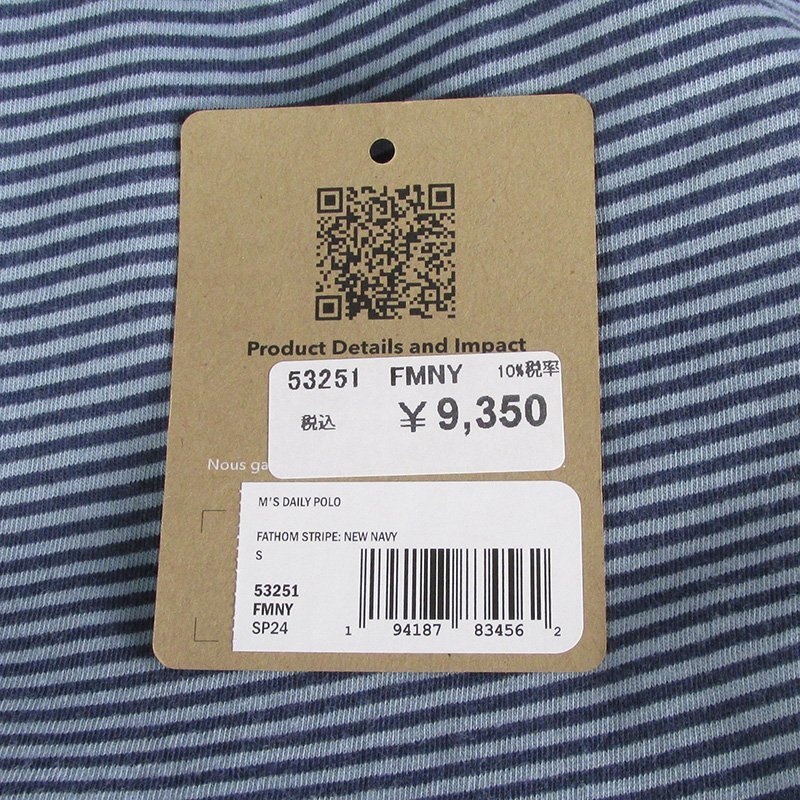 Product Details and Impact
53251 FMNY 10%税率
税込 ¥9,350
Nous ga
M'S DAILY POLO
FATHOM STRIPE: NEW NAVY
S
53251
FMNY
SP24
1 94187 83456 2